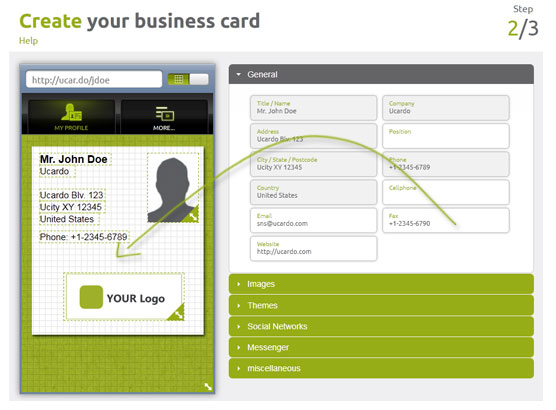 Create your business card
Help
Step
2/3
http://ucar.do/jdoe
MY PROFILE
MORE...
Mr. John Doe
Ucardo
Ucardo Blv. 123
Ucity XY 12345
United States
Phone: +1-2345-6789
YOUR Logo
General
Title / Name
Mr. John Doe
Company
Ucardo
Address
Ucardo Blv. 123
Position
City / State / Postcode
Ucity XY 12345
Phone
+1-2345-6789
Country
United States
Cellphone
Email
sns@ucardo.com
Fax
+1-2345-6790
Website
http://ucardo.com
Images
Themes
Social Networks
Messenger
miscellaneous